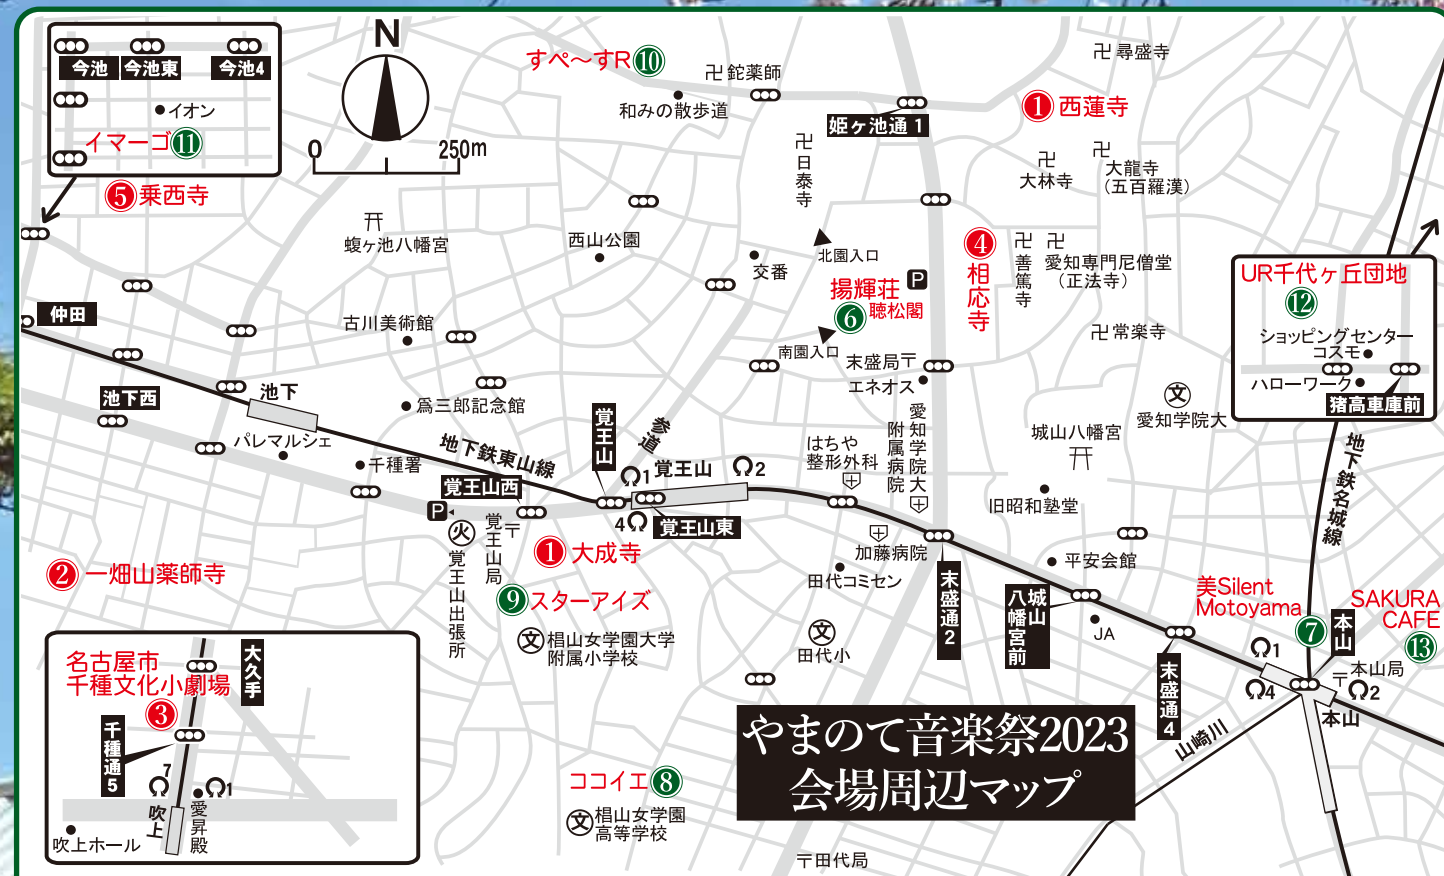 今池
今池東
今池4
イオン
イマーゴ 11
5 乗西寺
N
0
250m
すぺ～すR 10
卍 鉈薬師
和みの散歩道
姫ヶ池通 1
卍 尋盛寺
1 西蓮寺
卍
日泰寺
卍
大林寺
卍
大龍寺
(五百羅漢)
蝮ヶ池八幡宮
西山公園
交番
北園入口
揚輝荘
6 聴松閣
P
南園入口
4
相応寺
卍
善篤寺
卍
愛知専門尼僧堂
(正法寺)
卍 常楽寺
UR千代ヶ丘団地
12
ショッピングセンター
コスモ
ハローワーク
猪高車庫前
仲田
古川美術館
池下
池下西
爲三郎記念館
パレマルシェ
千種署
地下鉄東山線
覚王山西
覚王山
参道
1
覚王山
2
4
覚王山東
末盛局〒
エネオス
愛知学院大
附属病院
はちや
整形外科
文
愛知学院大
城山八幡宮
旧昭和塾堂
地下鉄名城線
P
火
覚王山出張所
覚王山局
〒
1 大成寺
加藤病院
田代コミセン
末盛通2
平安会館
城山
八幡宮前
JA
2 一畑山薬師寺
9 スターアイズ
文
椙山女学園大学
附属小学校
文
田代小
美Silent
Motoyama
7
SAKURA
CAFE
13
本山
末盛通4
1
4
〒本山局
2
本山
山崎川
名古屋市
千種文化小劇場
3
大久手
千種通5
7
吹上
1
愛昇殿
吹上ホール
ココイエ 8
文
椙山女学園
高等学校
やまのて音楽祭2023
会場周辺マップ
〒田代局